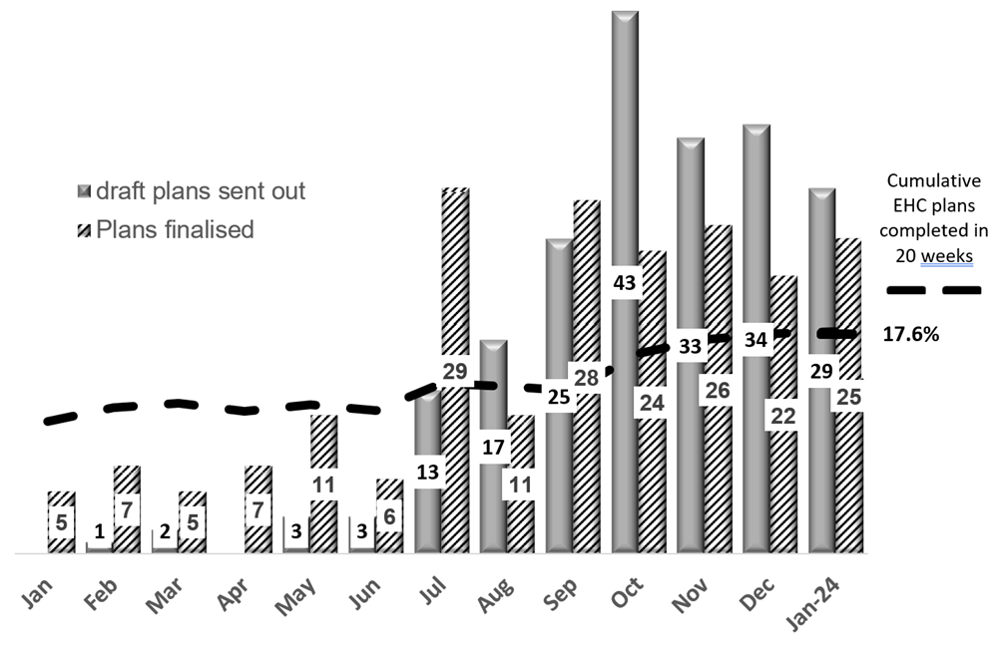 draft plans sent out
Plans finalised
Cumulative
EHC plans
completed in
20 weeks
17.6%
5
1
7
2
5
7
3
11
3
6
13
29
17
11
25
28
43
24
33
26
34
22
29
25
Jan
Feb
Mar
Apr
May
Jun
Jul
Aug
Sep
Oct
Nov
Dec
Jan-24